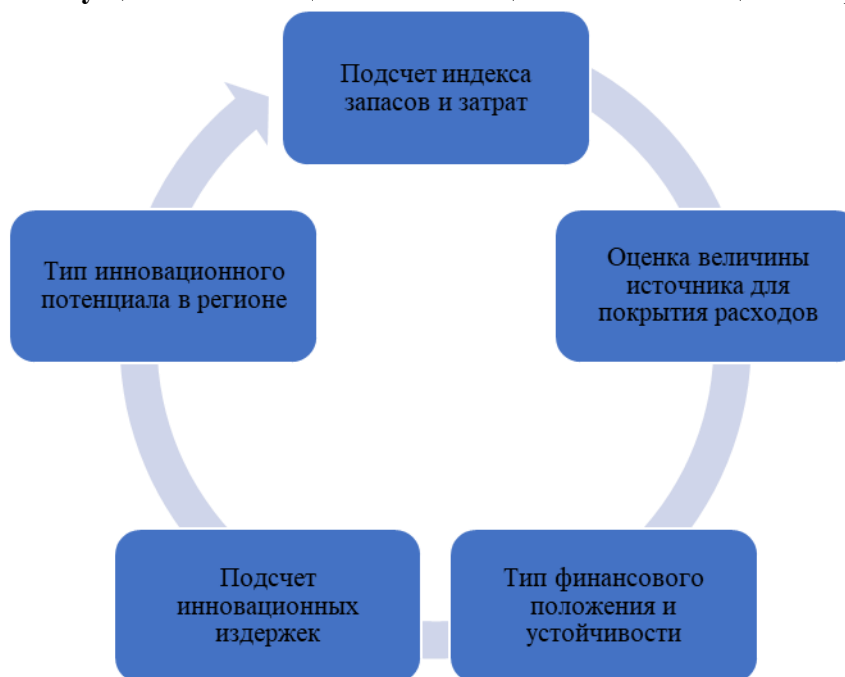 Подсчет индекса
запасов и затрат
Оценка величины
источника для
покрытия расходов
Тип финансового
положения и
устойчивости
Подсчет
инновационных
издержек
Тип инновационного
потенциала в регионе